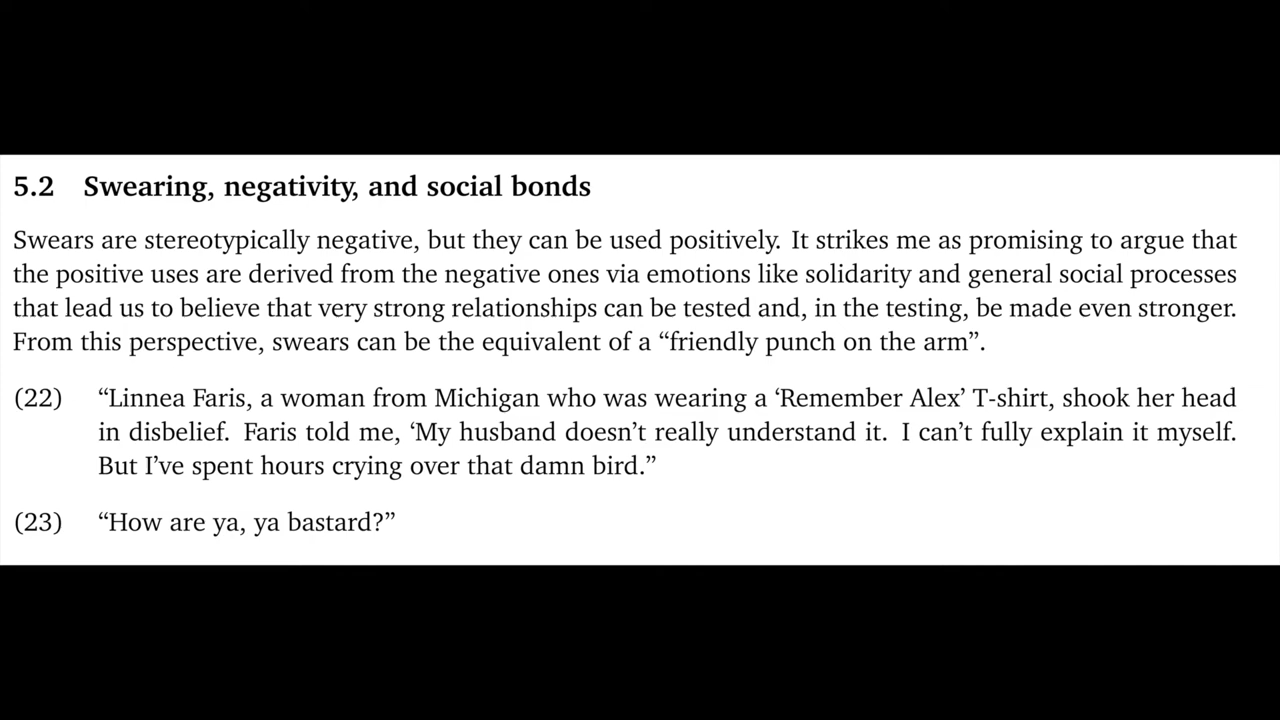 5.2 Swearing, negativity, and social bonds
Swears are stereotypically negative, but they can be used positively. It strikes me as promising to argue that
the positive uses are derived from the negative ones via emotions like solidarity and general social processes
that lead us to believe that very strong relationships can be tested and, in the testing, be made even stronger.
From this perspective, swears can be the equivalent of a “friendly punch on the arm”.
(22) “Linnea Faris, a woman from Michigan who was wearing a ‘Remember Alex’ T-shirt, shook her head
in disbelief. Faris told me, ‘My husband doesn’t really understand it. I can’t fully explain it myself.
But I’ve spent hours crying over that damn bird.”
(23) “How are ya, ya bastard?”